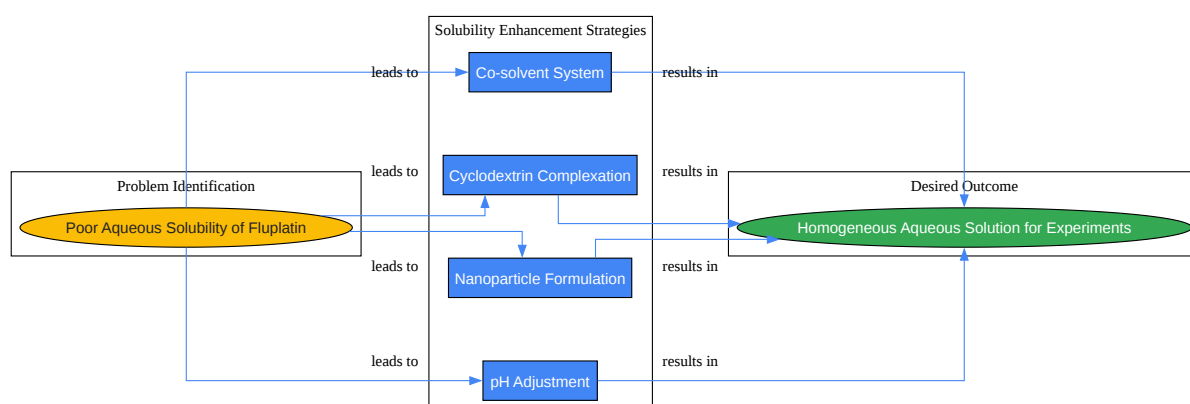 Solubility Enhancement Strategies
leads to
Co-solvent System
results in
leads to
Cyclodextrin Complexation
results in
Problem Identification
Desired Outcome
Poor Aqueous Solubility of Fluplatin
Homogeneous Aqueous Solution for Experiments
leads to
Nanoparticle Formulation
results in
leads to
pH Adjustment
results in